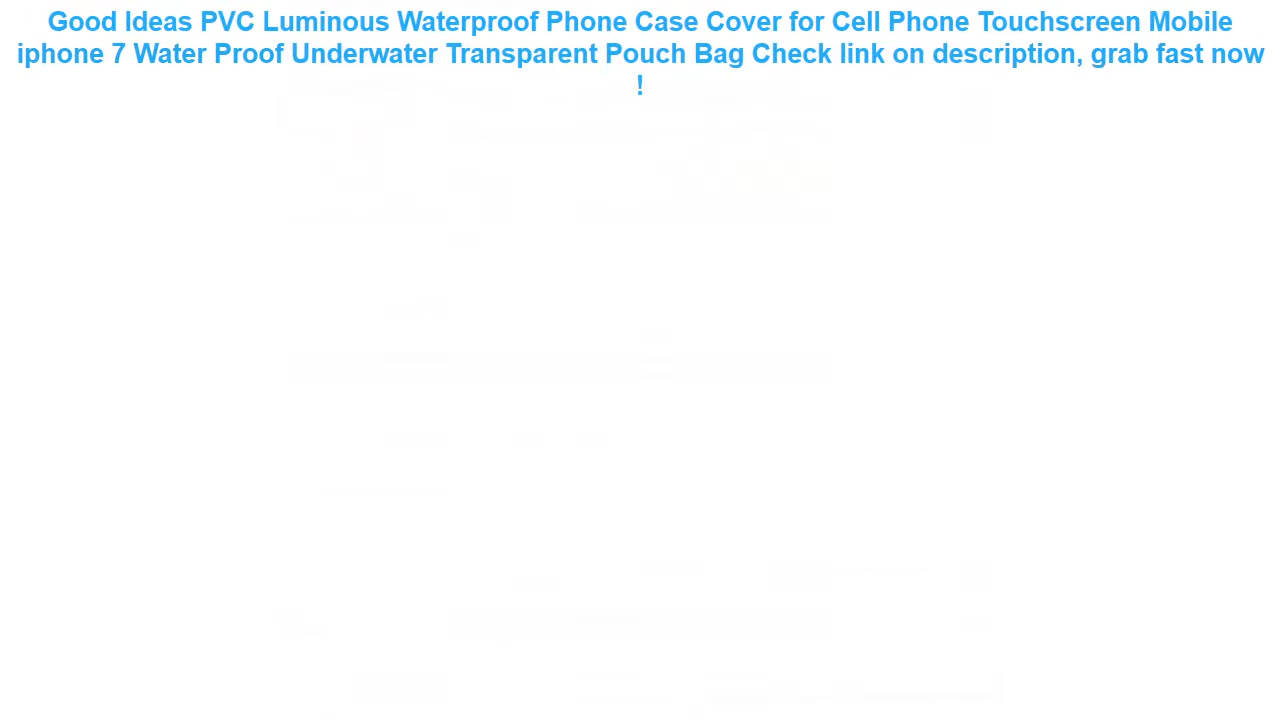 Good Ideas PVC Luminous Waterproof Phone Case Cover for Cell Phone Touchscreen Mobile
iphone 7 Water Proof Underwater Transparent Pouch Bag Check link on description, grab fast now
!